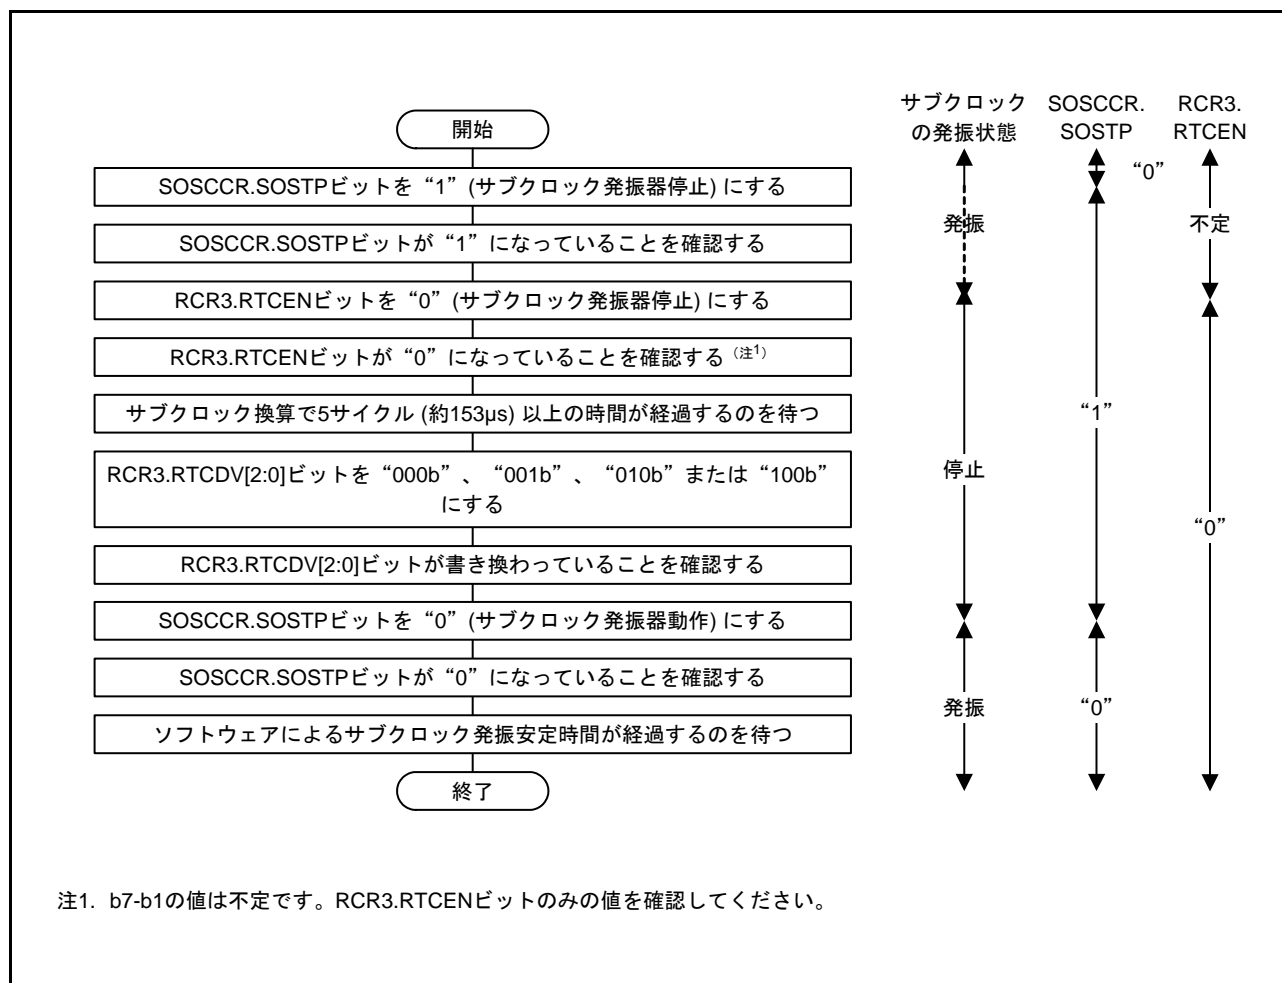 開始
SOSCCR.SOSTPビットを“1”(サブクロック発振器停止) にする
SOSCCR.SOSTPビットが“1”になっていることを確認する
RCR3.RTCENビットを“0”(サブクロック発振器停止) にする
RCR3.RTCENビットが“0”になっていることを確認する（注1）
サブクロック換算で5サイクル (約153μs) 以上の時間が経過するのを待つ
RCR3.RTCDV[2:0]ビットを“000b”、“001b”、“010b”または“100b”
にする
RCR3.RTCDV[2:0]ビットが書き換わっていることを確認する
SOSCCR.SOSTPビットを“0”(サブクロック発振器動作) にする
SOSCCR.SOSTPビットが“0”になっていることを確認する
ソフトウェアによるサブクロック発振安定時間が経過するのを待つ
終了
サブクロック
の発振状態
発振
停止
発振
SOSCCR.
SOSTP
“0”
“1”
“0”
RCR3.
RTCEN
不定
“0”
注1. b7-b1の値は不定です。RCR3.RTCENビットのみの値を確認してください。